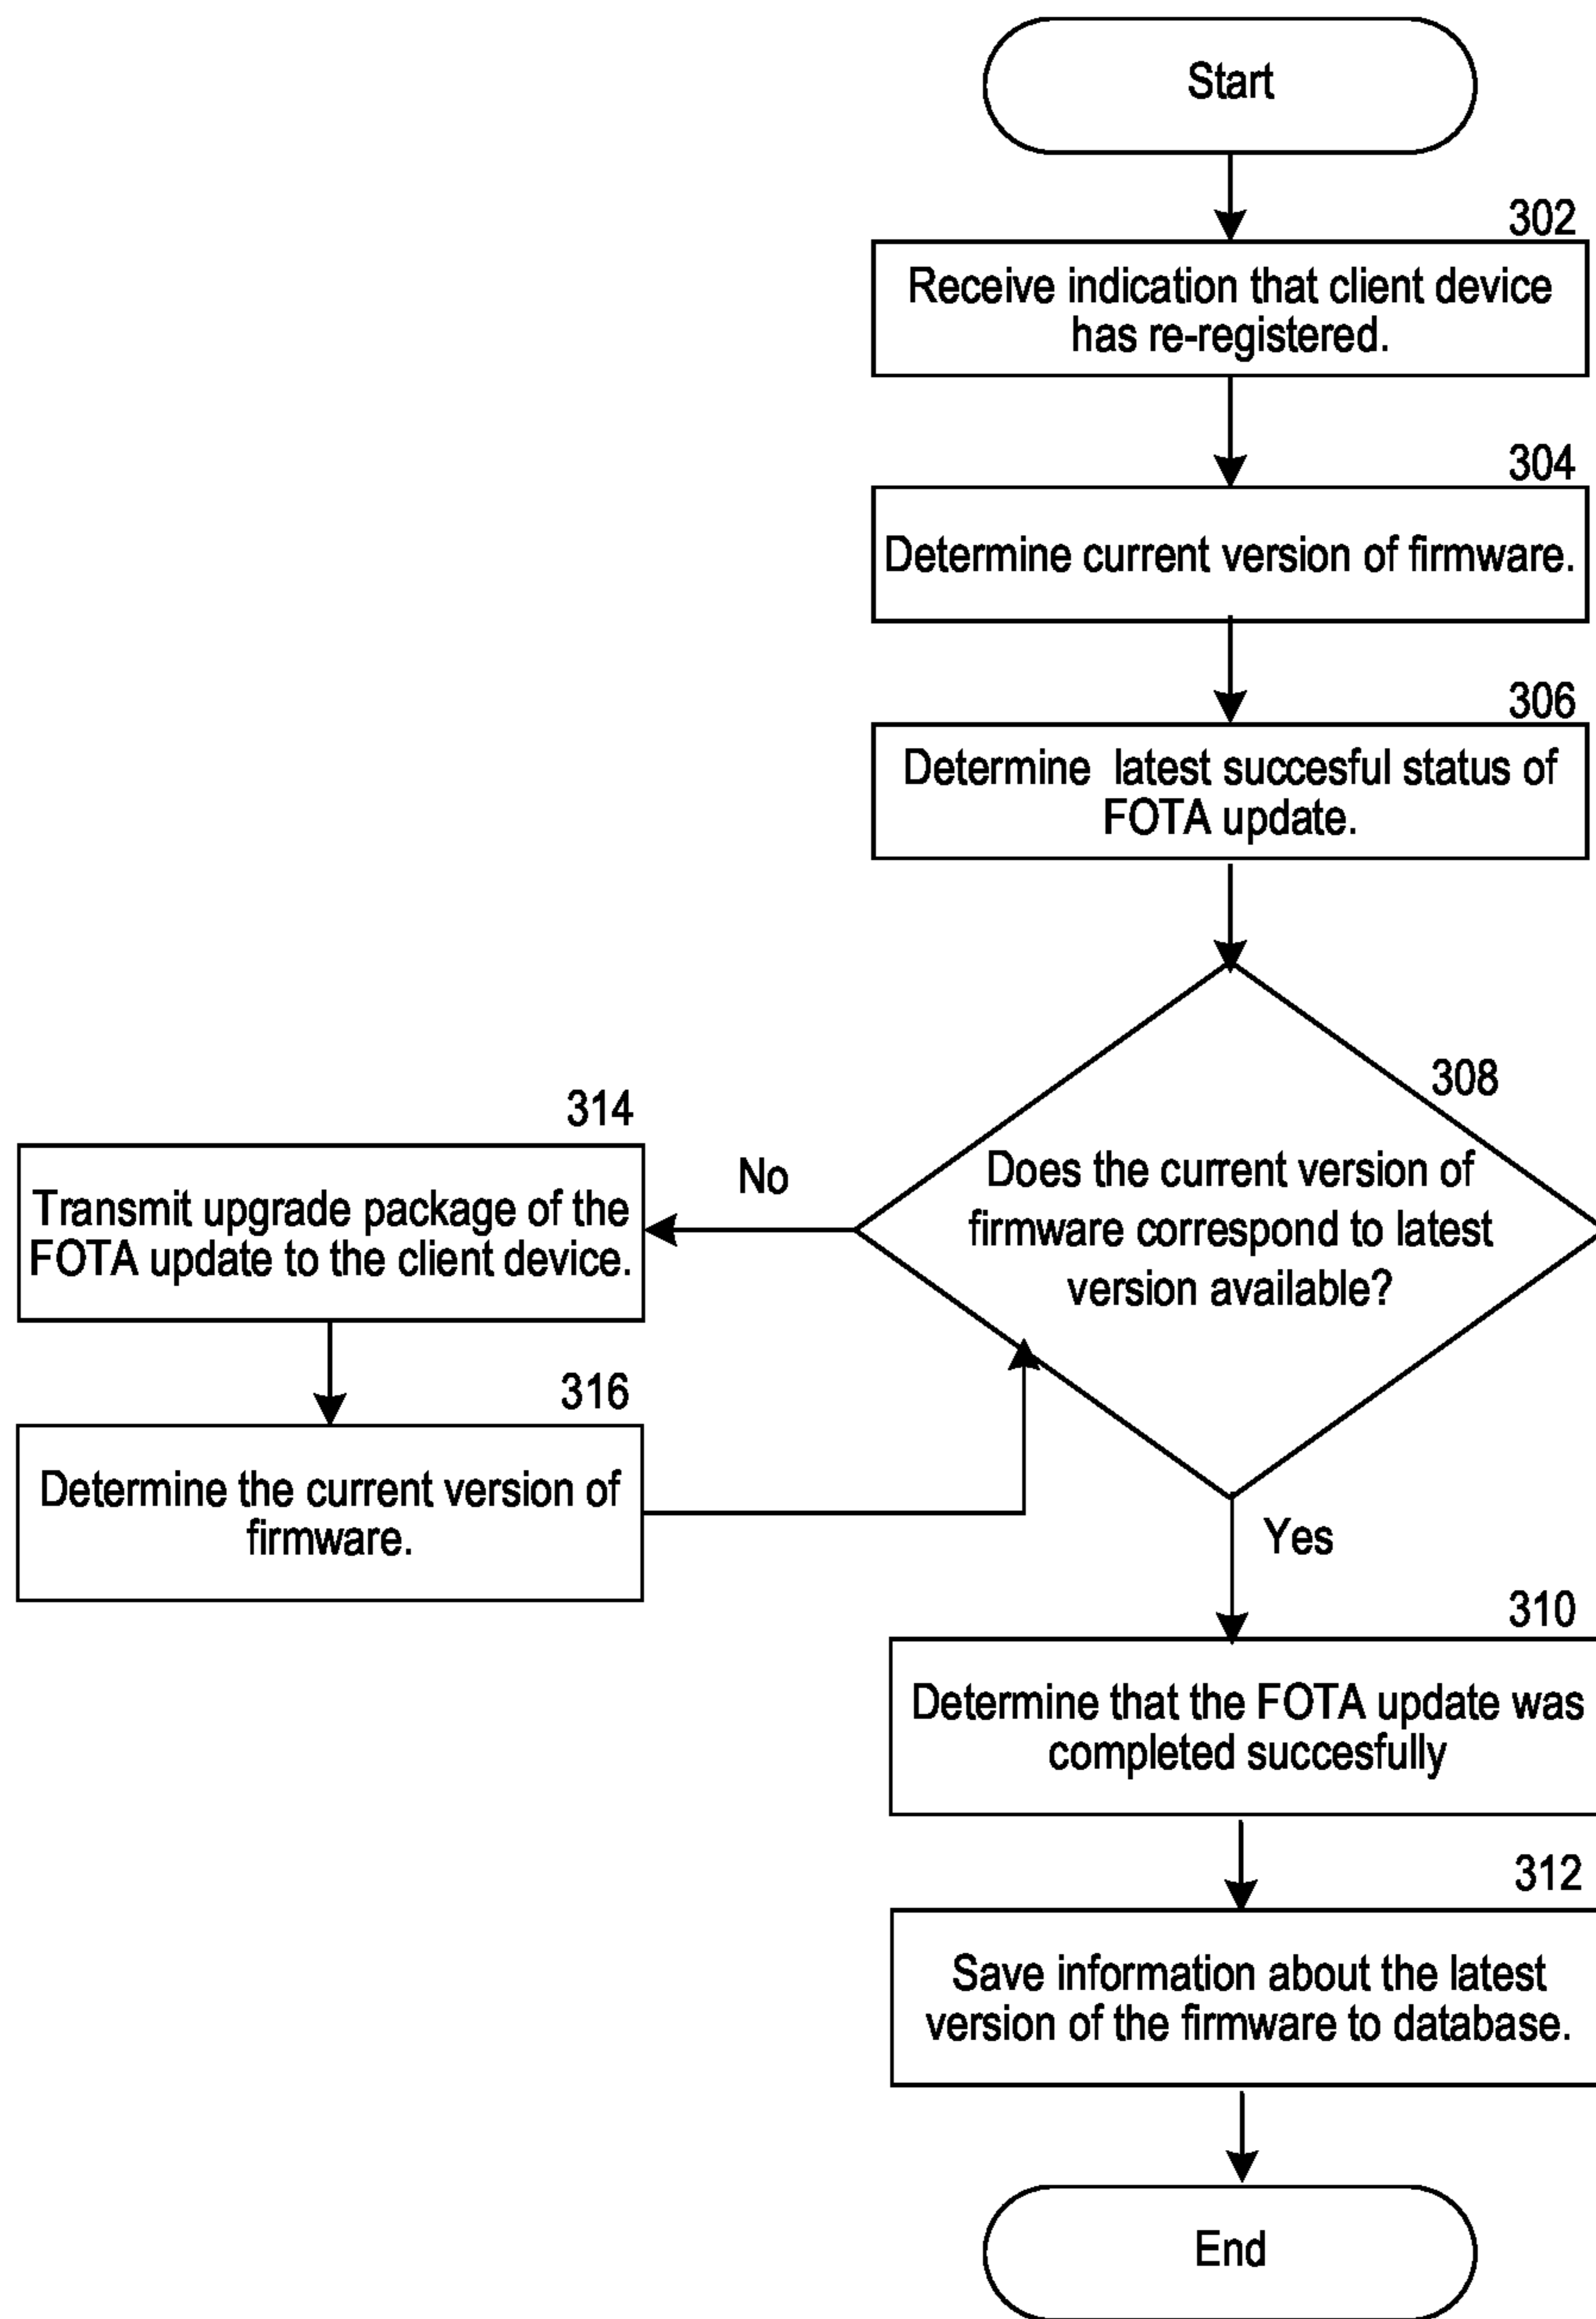 Start
302
Receive indication that client device
has re-registered.
304
Determine current version of firmware.
306
Determine latest succesful status of
FOTA update.
308
Does the current version of
firmware correspond to latest
version available?
No
314
Transmit upgrade package of the
FOTA update to the client device.
316
Determine the current version of
firmware.
Yes
310
Determine that the FOTA update was
completed succesfully
312
Save information about the latest
version of the firmware to database.
End